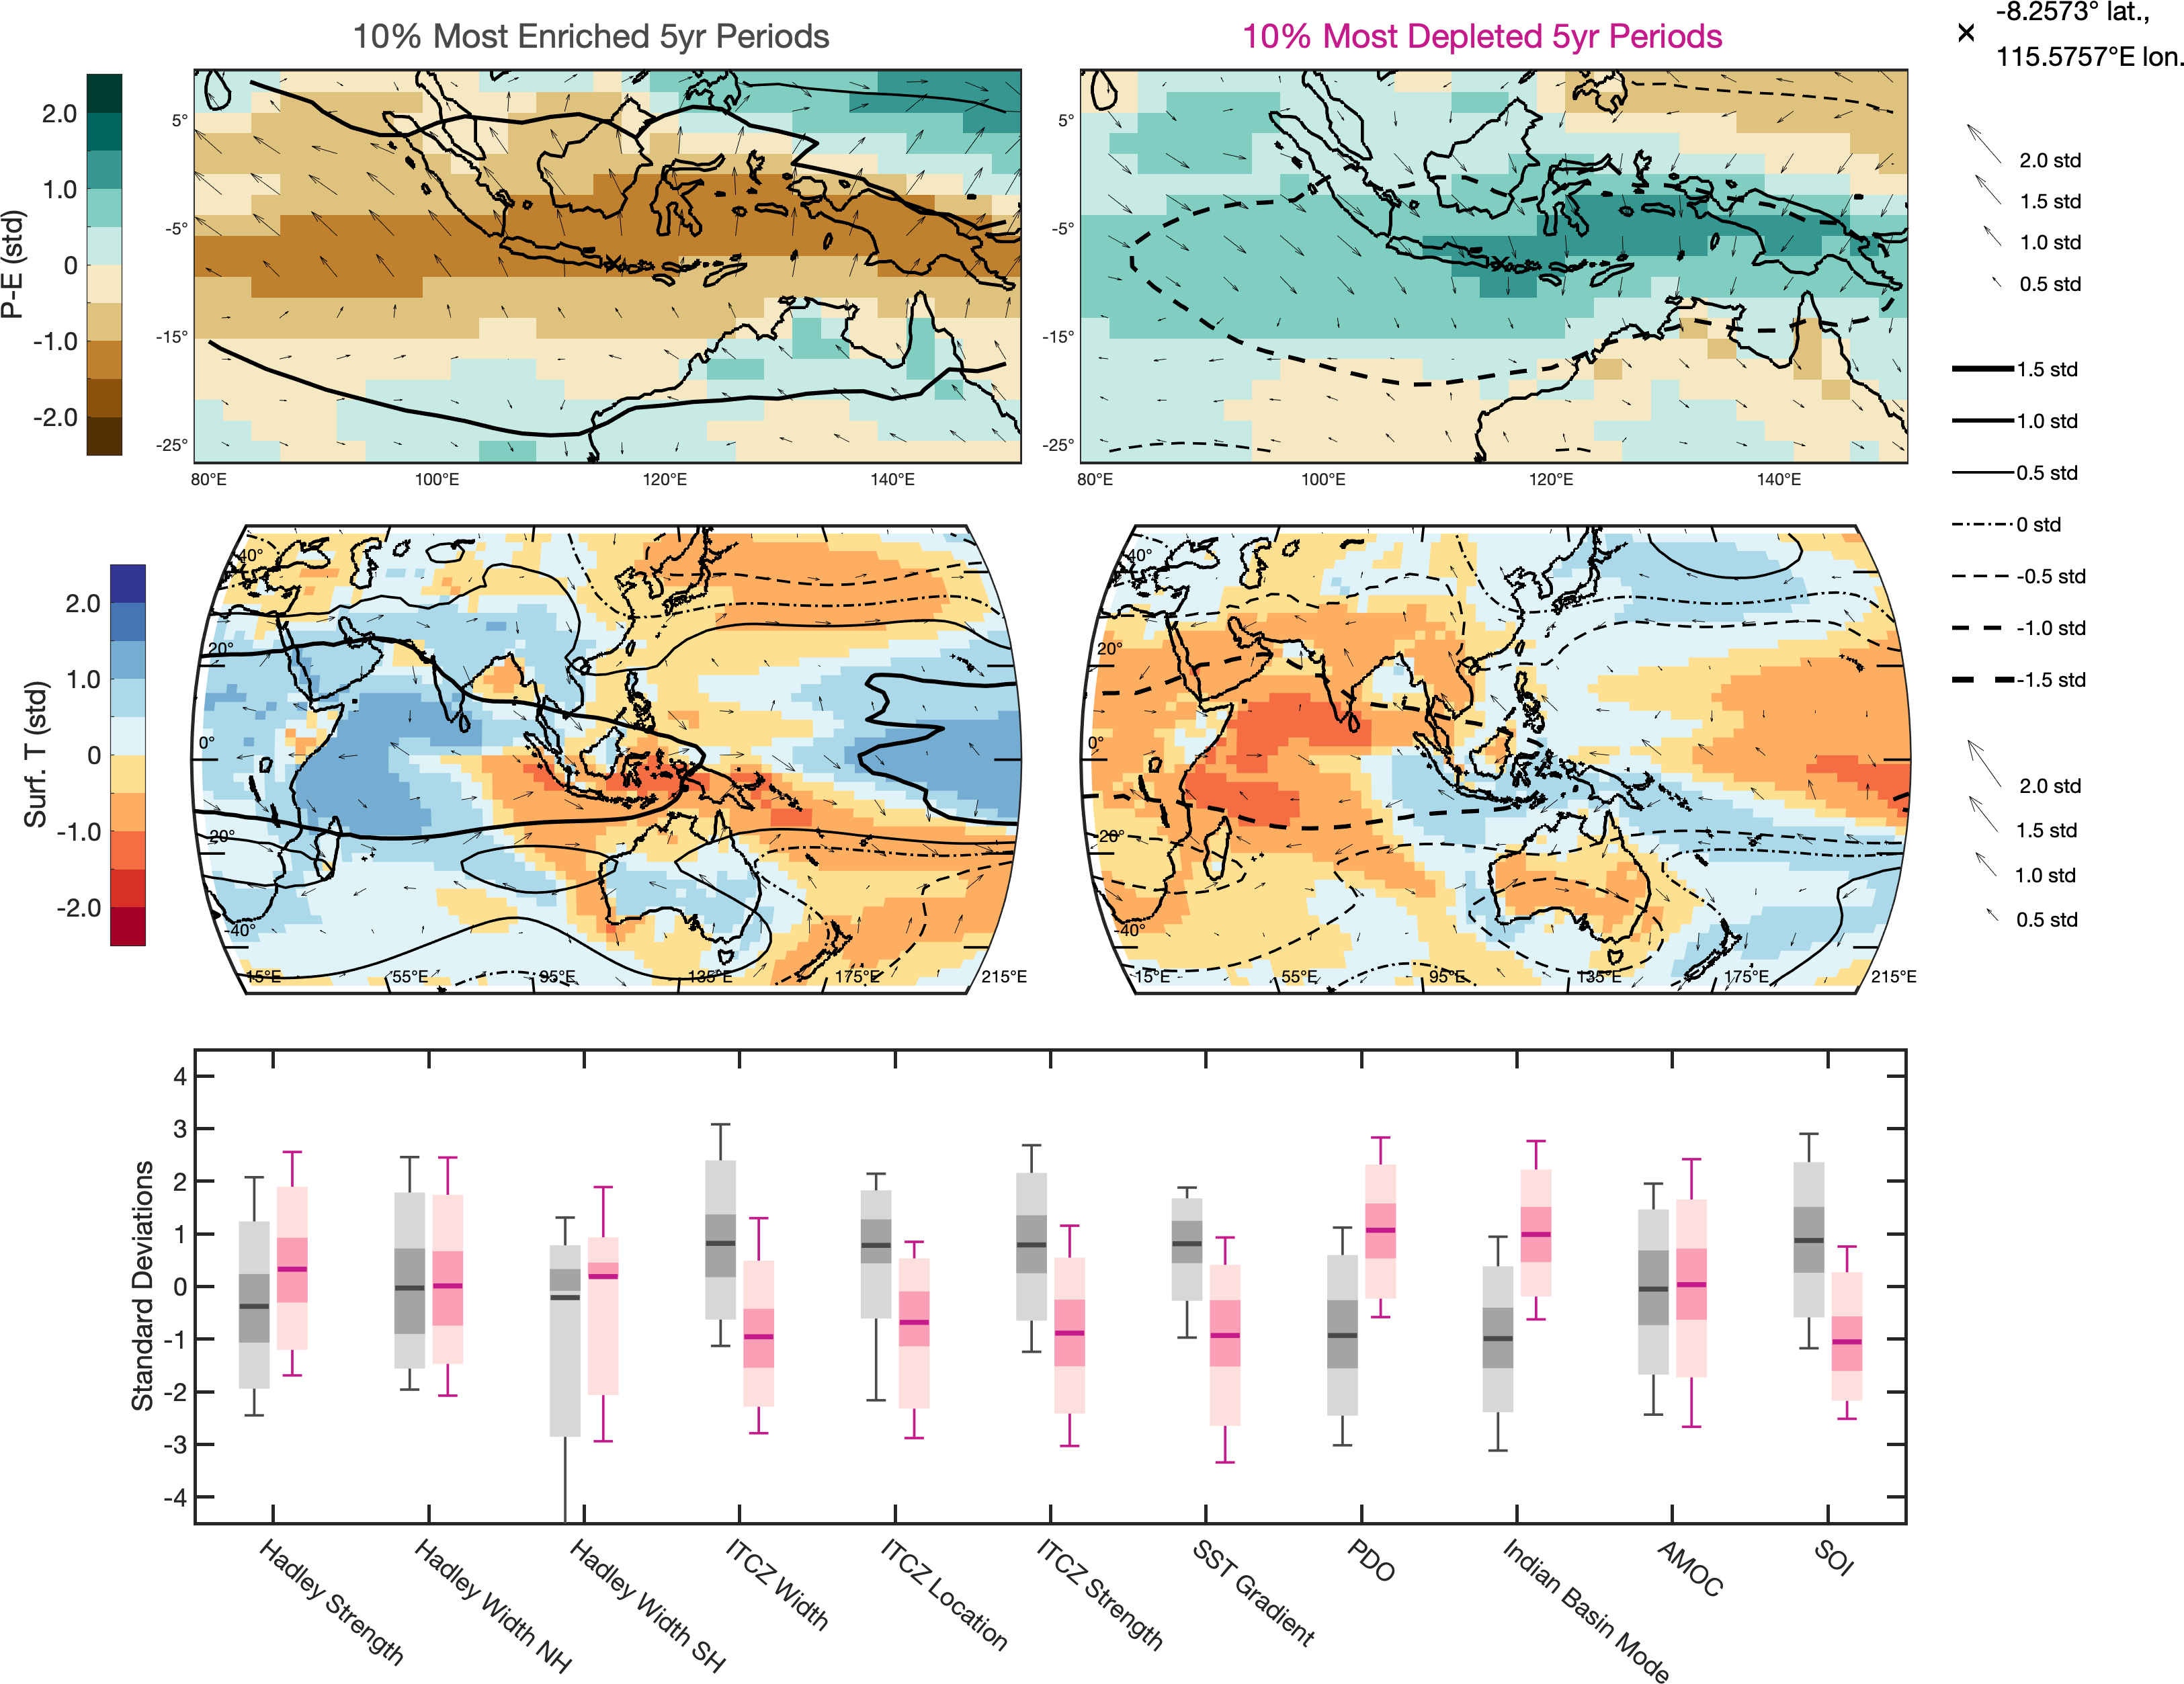 10% Most Enriched 5yr Periods
10% Most Depleted 5yr Periods
-8.2573° lat.,
115.5757°E lon.
P-E (std)
2.0
1.0
0
-1.0
-2.0
5°
-5°
-15°
-25°
80°E
100°E
120°E
140°E
5°
-5°
-15°
-25°
80°E
100°E
120°E
140°E
2.0 std
1.5 std
1.0 std
0.5 std
1.5 std
1.0 std
0.5 std
0 std
-0.5 std
-1.0 std
-1.5 std
Surf. T (std)
2.0
1.0
0
-1.0
-2.0
40°
20°
0°
-20°
-40°
15°E
55°E
95°E
135°E
175°E
215°E
40°
20°
0°
-20°
-40°
15°E
55°E
95°E
135°E
175°E
215°E
2.0 std
1.5 std
1.0 std
0.5 std
Standard Deviations
4
3
2
1
0
-1
-2
-3
-4
Hadley Strength
Hadley Width NH
Hadley Width SH
ITCZ Width
ITCZ Location
ITCZ Strength
SST Gradient
PDO
Indian Basin Mode
AMOC
SOI